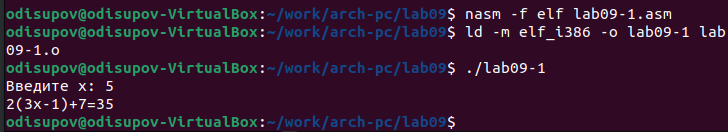 odisupov@odisupov-VirtualBox:~/work/arch-pc/lab09$ nasm -f elf lab09-1.asm
odisupov@odisupov-VirtualBox:~/work/arch-pc/lab09$ ld -m elf_i386 -o lab09-1 lab
09-1.o
odisupov@odisupov-VirtualBox:~/work/arch-pc/lab09$ ./lab09-1
Введите x: 5
2(3x-1)+7=35
odisupov@odisupov-VirtualBox:~/work/arch-pc/lab09$